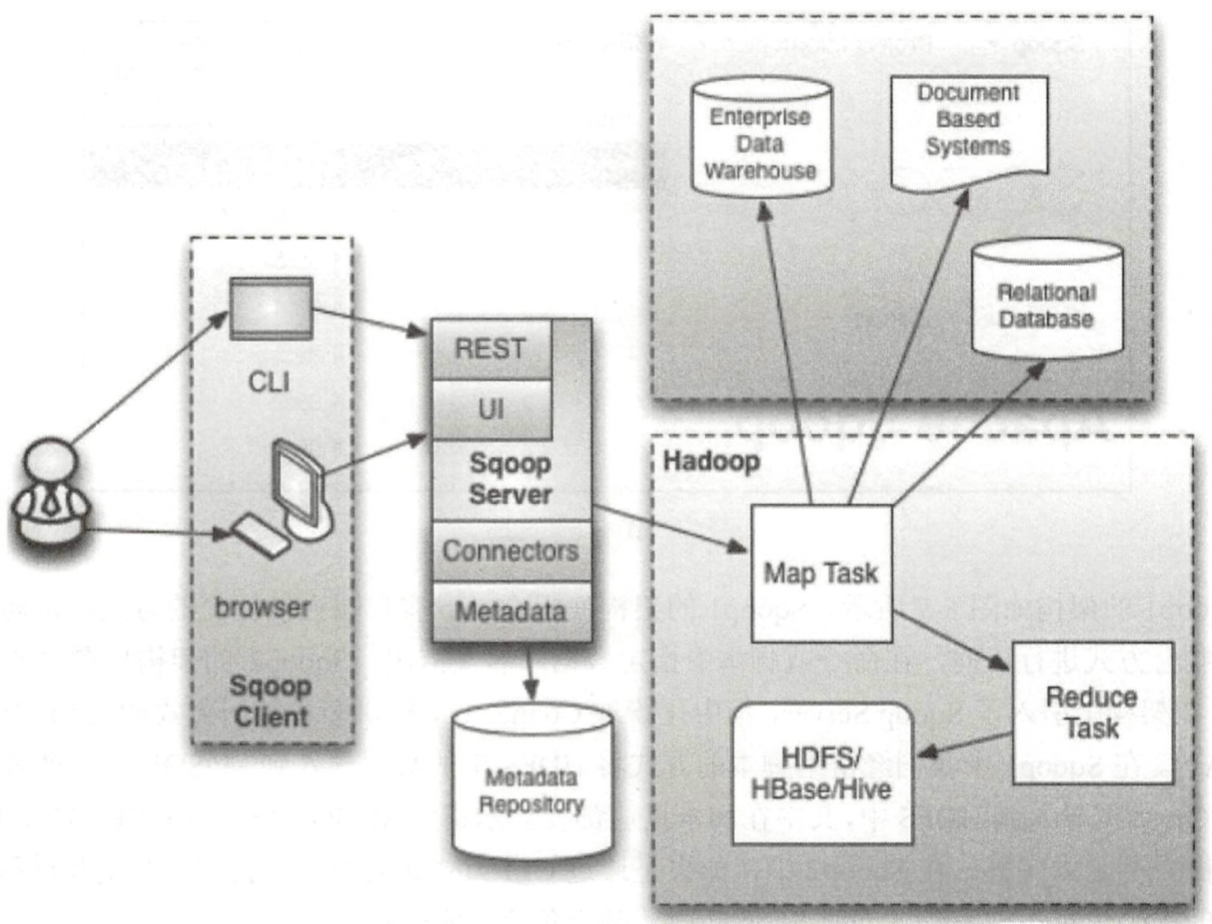 Enterprise
Data
Warehouse
Document
Based
Systems
Relational
Database
CLI
browser
Sqoop
Client
REST
UI
Sqoop
Server
Connectors
Metadata
Metadata
Repository
Hadoop
Map Task
Reduce
Task
HDFS/
HBase/Hive